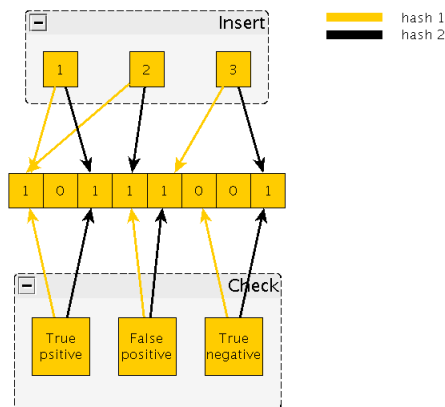 Insert
hash 1
hash 2
1 2 3
1 0 1 1 1 0 0 1
Check
True False True
psitive positive negative